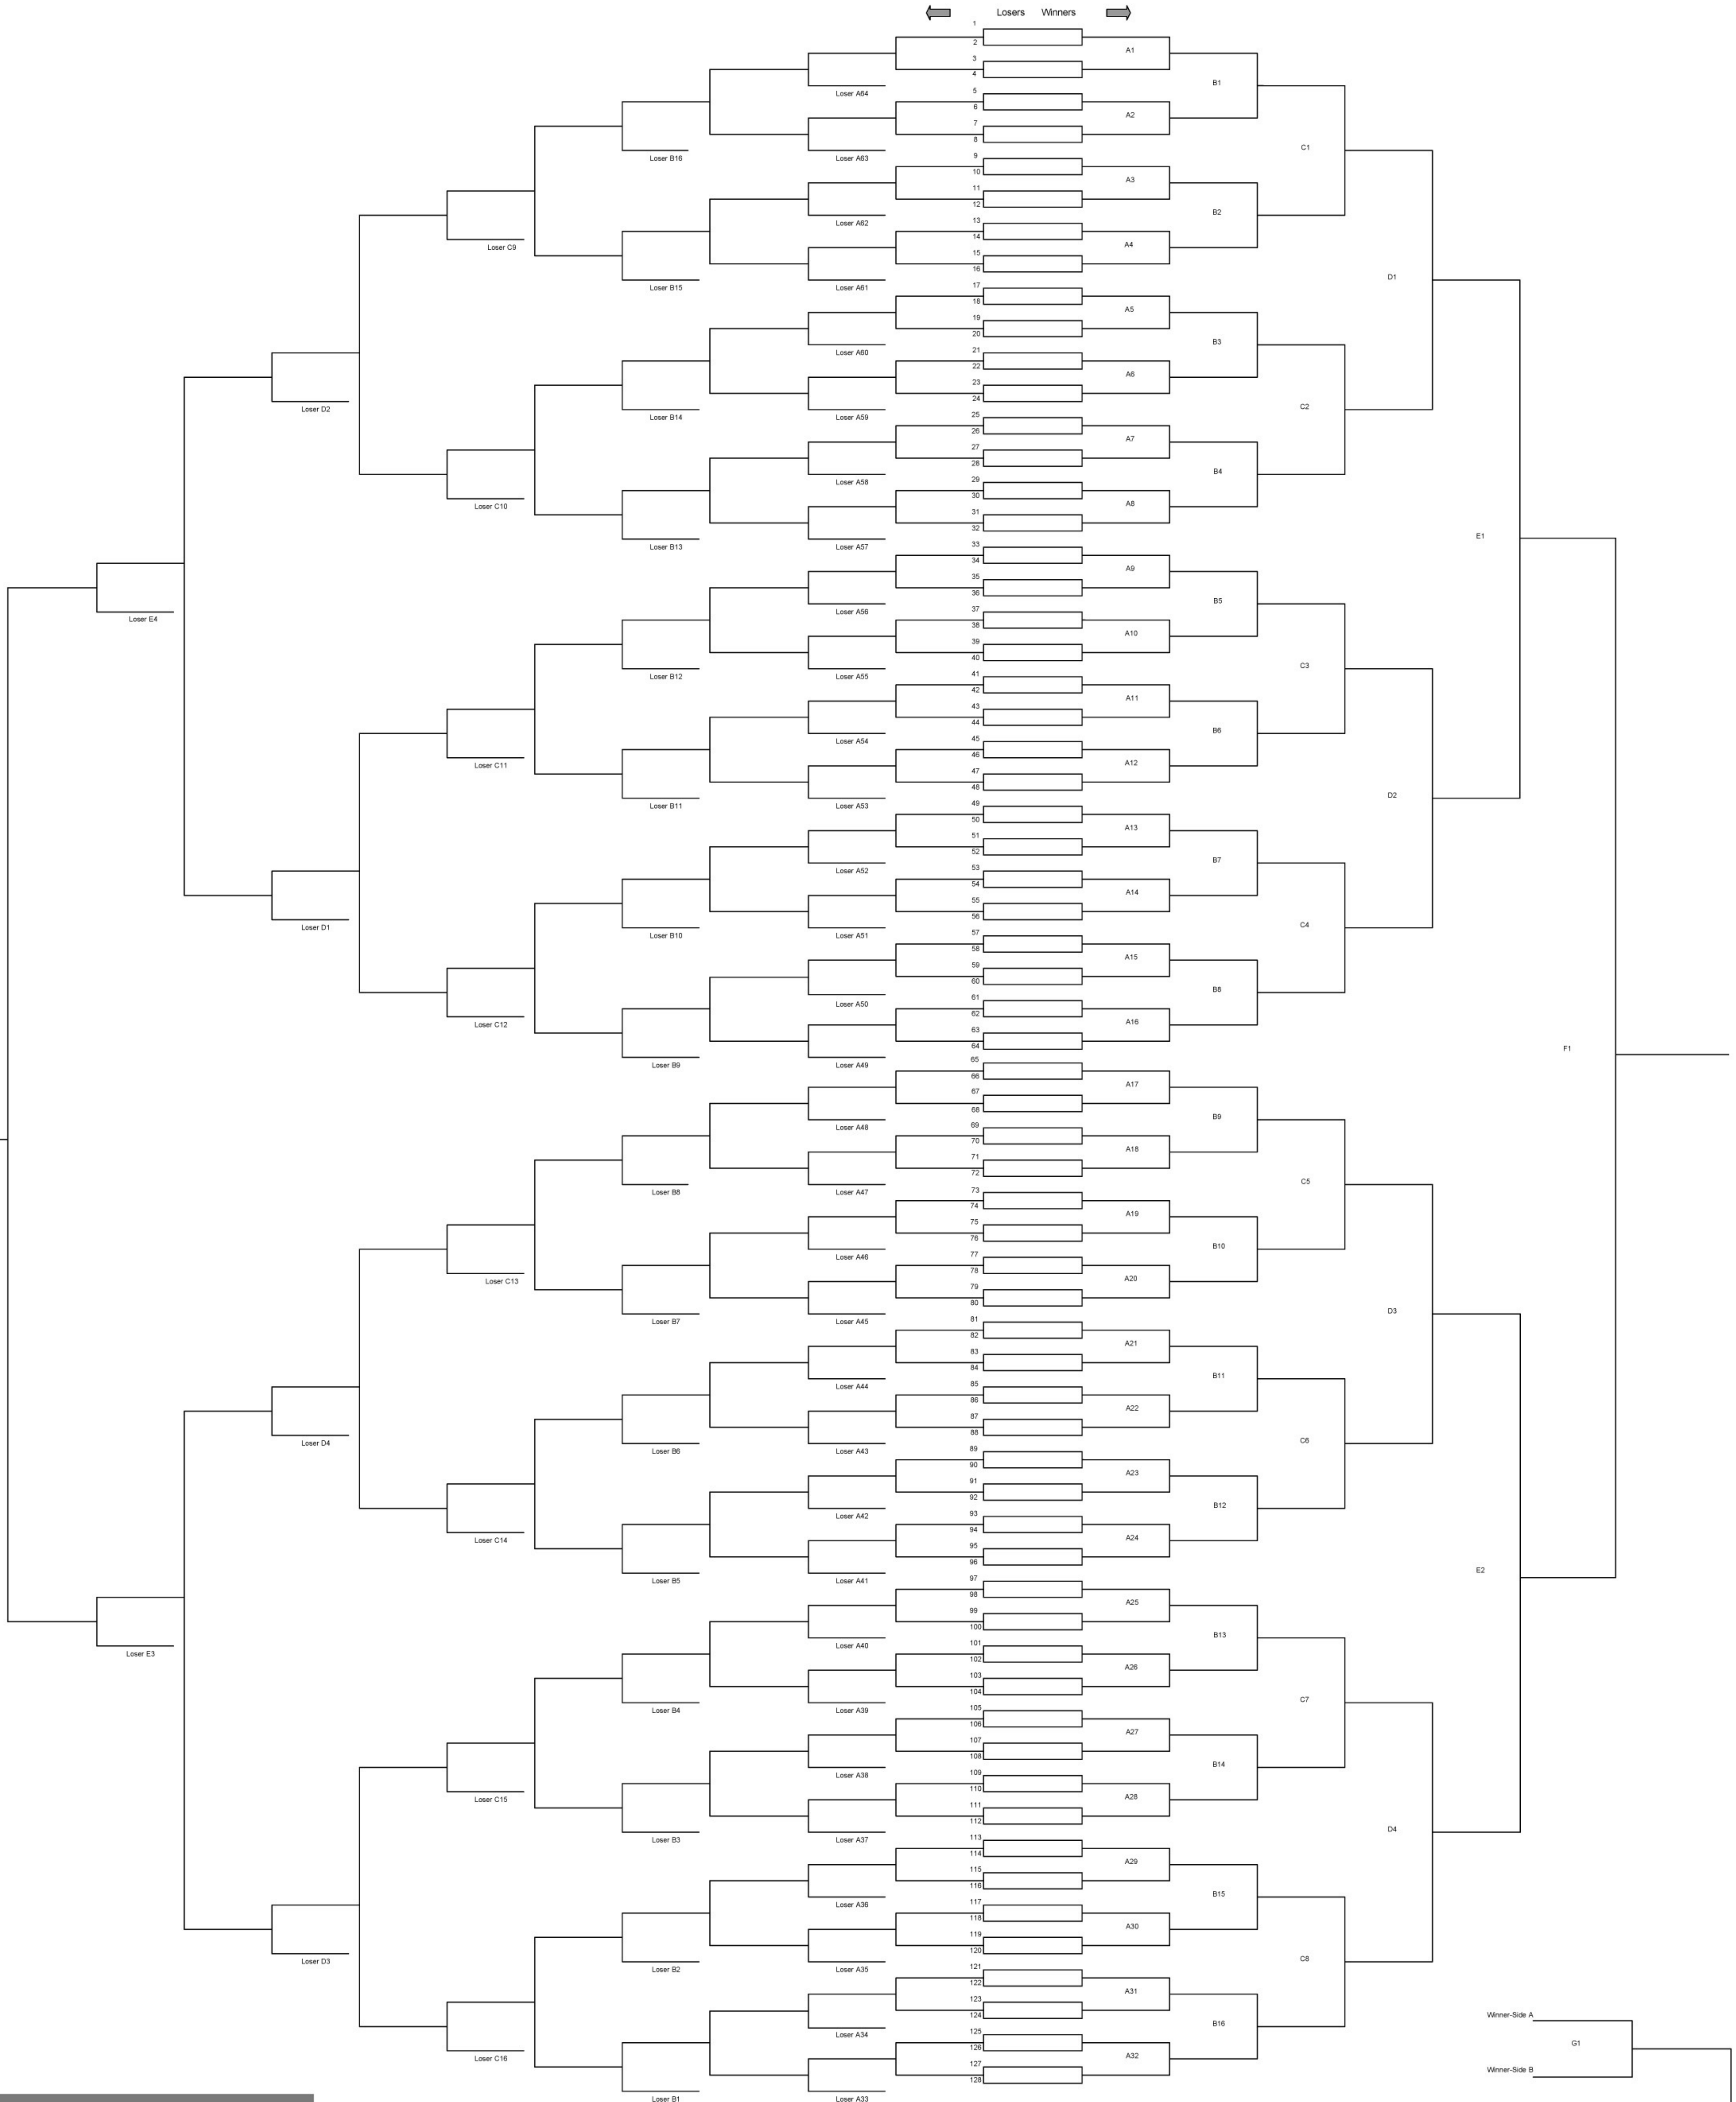 Losers Winners
Loser E4
Loser E3
Loser D2
Loser D1
Loser D4
Loser D3
Loser C9
Loser C10
Loser C11
Loser C12
Loser C13
Loser C14
Loser C15
Loser C16
Loser B16
Loser B15
Loser B14
Loser B13
Loser B12
Loser B11
Loser B10
Loser B9
Loser B8
Loser B7
Loser B6
Loser B5
Loser B4
Loser B3
Loser B2
Loser B1
Loser A64
Loser A63
Loser A62
Loser A61
Loser A60
Loser A59
Loser A58
Loser A57
Loser A56
Loser A55
Loser A54
Loser A53
Loser A52
Loser A51
Loser A50
Loser A49
Loser A48
Loser A47
Loser A46
Loser A45
Loser A44
Loser A43
Loser A42
Loser A41
Loser A40
Loser A39
Loser A38
Loser A37
Loser A36
Loser A35
Loser A34
Loser A33
1
2
3
4
5
6
7
8
9
10
11
12
13
14
15
16
17
18
19
20
21
22
23
24
25
26
27
28
29
30
31
32
33
34
35
36
37
38
39
40
41
42
43
44
45
46
47
48
49
50
51
52
53
54
55
56
57
58
59
60
61
62
63
64
65
66
67
68
69
70
71
72
73
74
75
76
77
78
79
80
81
82
83
84
85
86
87
88
89
90
91
92
93
94
95
96
97
98
99
100
101
102
103
104
105
106
107
108
109
110
111
112
113
114
115
116
117
118
119
120
121
122
123
124
125
126
127
128
A1
A2
A3
A4
A5
A6
A7
A8
A9
A10
A11
A12
A13
A14
A15
A16
A17
A18
A19
A20
A21
A22
A23
A24
A25
A26
A27
A28
A29
A30
A31
A32
B1
B2
B3
B4
B5
B6
B7
B8
B9
B10
B11
B12
B13
B14
B15
B16
C1
C2
C3
C4
C5
C6
C7
C8
D1
D2
D3
D4
E1
E2
F1
Winner-Side A
G1
Winner-Side B